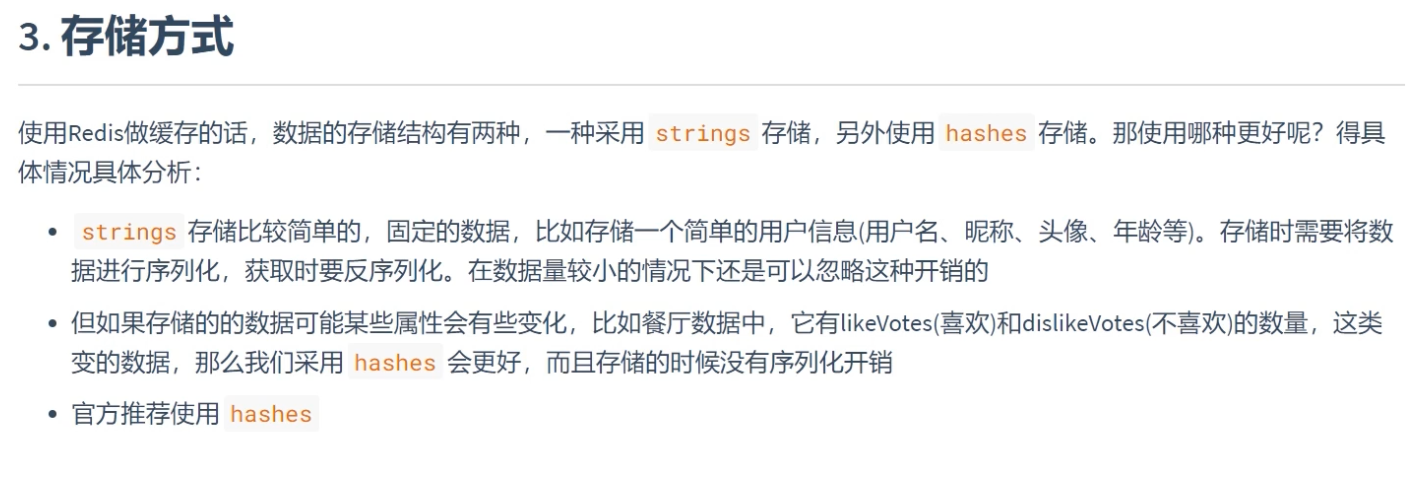 3. 存储方式
使用Redis做缓存的话，数据的存储结构有两种，一种采用 strings 存储，另外使用 hashes 存储。那使用哪种更好呢？得具
体情况具体分析：
• strings 存储比较简单的，固定的数据，比如存储一个简单的用户信息(用户名、昵称、头像、年龄等)。存储时需要将数
据进行序列化，获取时要反序列化。在数据量较小的情况下还是可以忽略这种开销的
• 但如果存储的的数据可能某些属性会有些变化，比如餐厅数据中，它有likeVotes(喜欢)和dislikeVotes(不喜欢)的数量，这类
变的数据，那么我们采用 hashes 会更好，而且存储的时候没有序列化开销
• 官方推荐使用 hashes